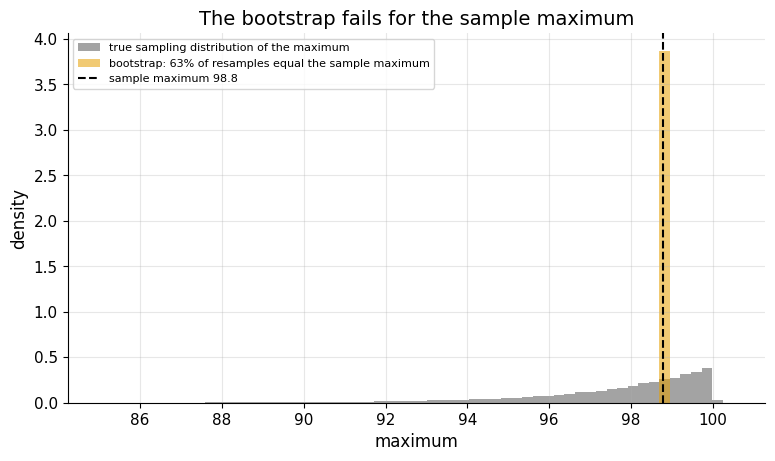 The bootstrap fails for the sample maximum
true sampling distribution of the maximum
bootstrap: 63% of resamples equal the sample maximum
sample maximum 98.8
density
4.0
3.5
3.0
2.5
2.0
1.5
1.0
0.5
0.0
86 88 90 92 94 96 98 100
maximum